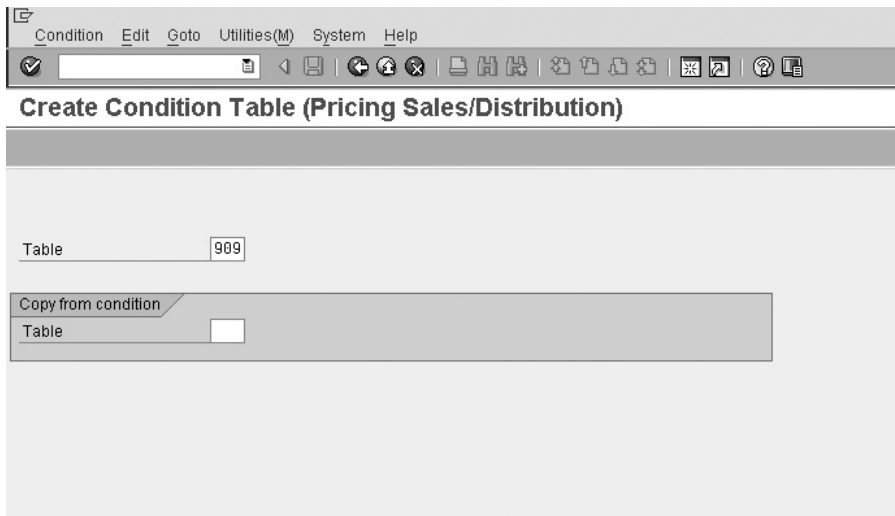 Condition Edit Goto Utilities(M) System Help
Create Condition Table (Pricing Sales/Distribution)
Table 909
Copy from condition
Table